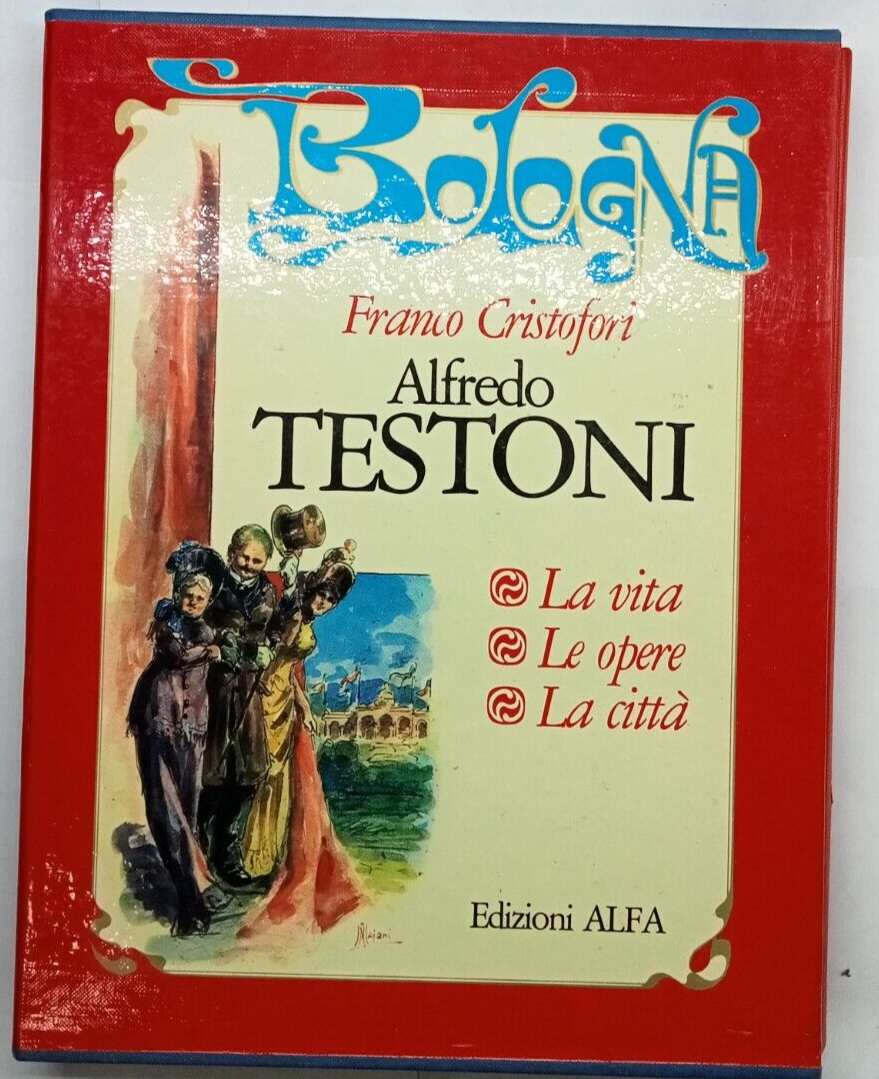 Bologna
Franco Cristofori
Alfredo
TESTONI
La vita
Le opere
La città
Edizioni ALFA